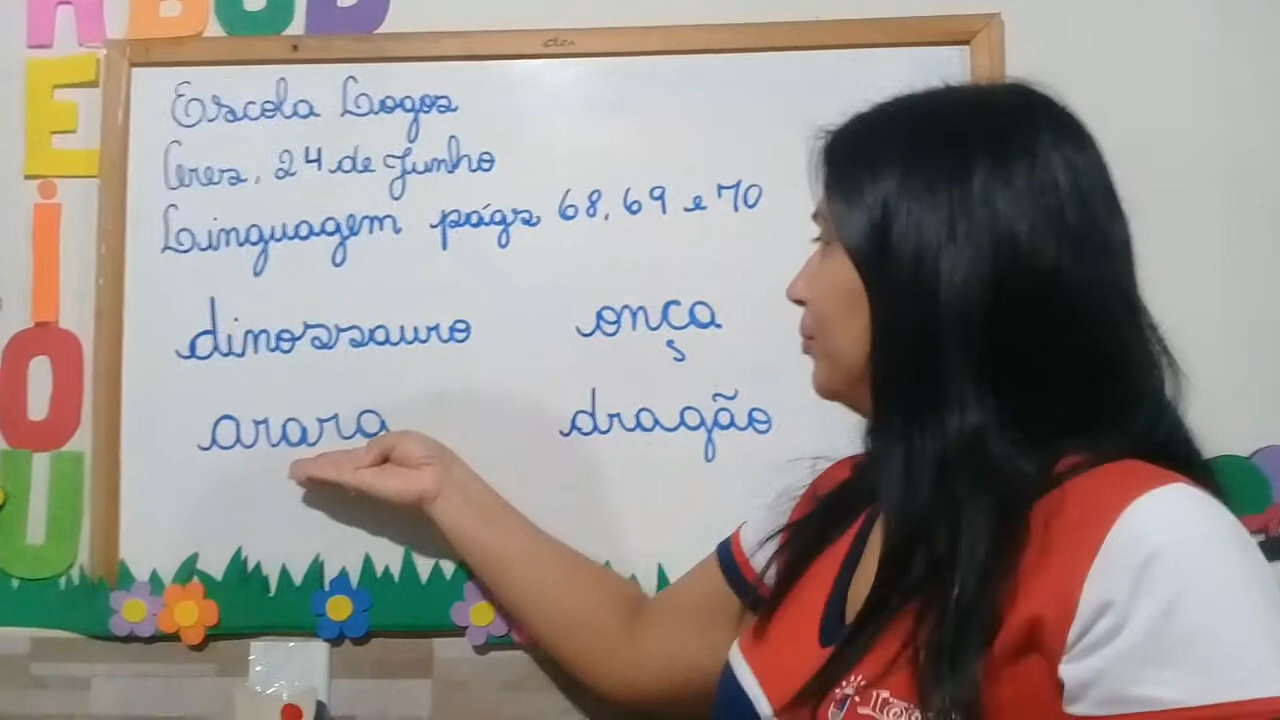 A B C D
E
I
O
U
Escola Logos
Ceres, 24 de Junho
Linguagem págs 68, 69 e 70
dinossauro onça
s
arara dragão